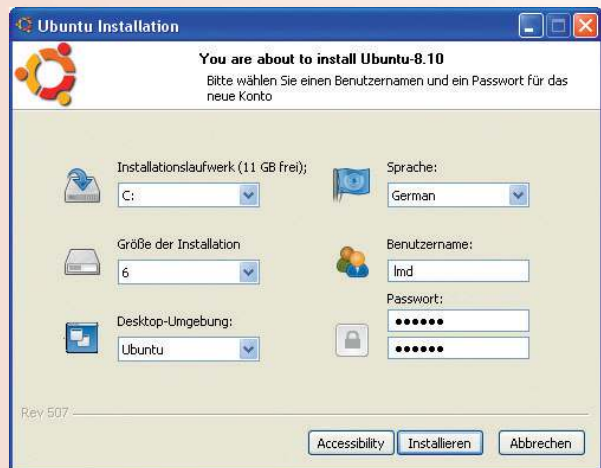 Ubuntu Installation
You are about to install Ubuntu-8.10
Bitte wählen Sie einen Benutzernamen und ein Passwort für das
neue Konto
Installationslaufwerk (11 GB frei);
C:
Größe der Installation
6
Desktop-Umgebung:
Ubuntu
Sprache:
German
Benutzername:
lmd
Passwort:
●●●●●●
●●●●●●
Rev 507
Accessibility
Installieren
Abbrechen